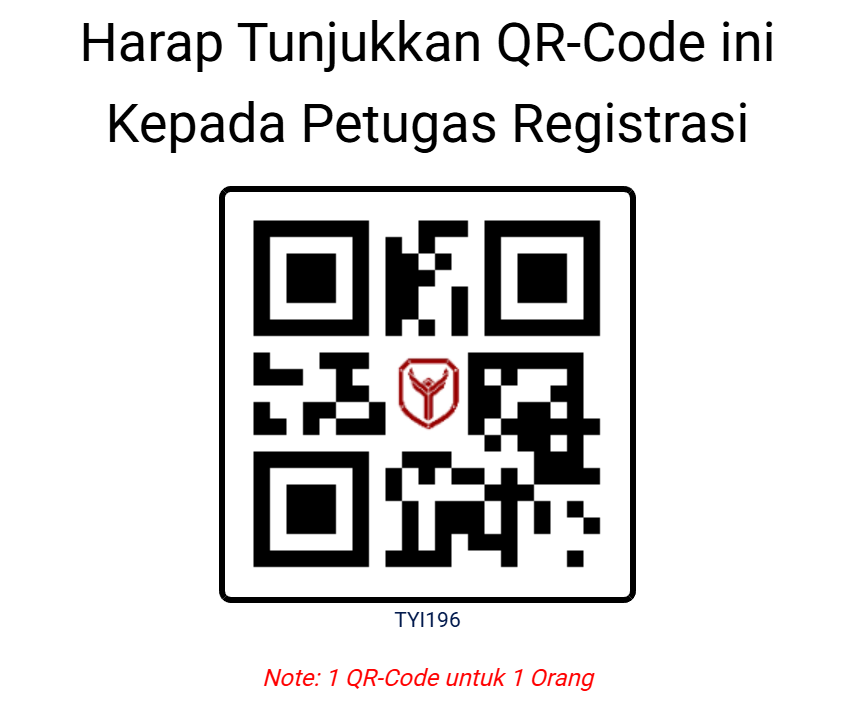 Harap Tunjukkan QR-Code ini
Kepada Petugas Registrasi
TYI196
Note: 1 QR-Code untuk 1 Orang